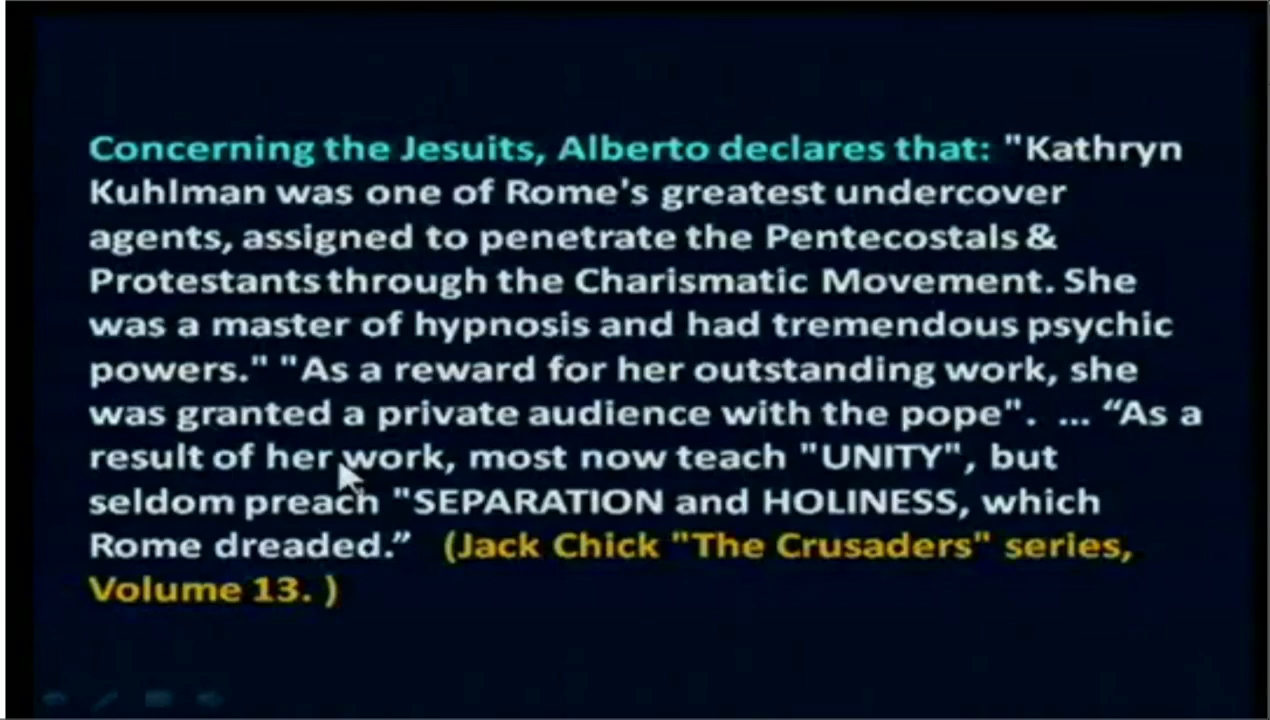 Concerning the Jesuits, Alberto declares that: "Kathryn
Kuhlman was one of Rome's greatest undercover
agents, assigned to penetrate the Pentecostals &
Protestants through the Charismatic Movement. She
was a master of hypnosis and had tremendous psychic
powers." "As a reward for her outstanding work, she
was granted a private audience with the pope". ... “As a
result of her work, most now teach "UNITY", but
seldom preach "SEPARATION and HOLINESS, which
Rome dreaded.” (Jack Chick "The Crusaders" series,
Volume 13. )